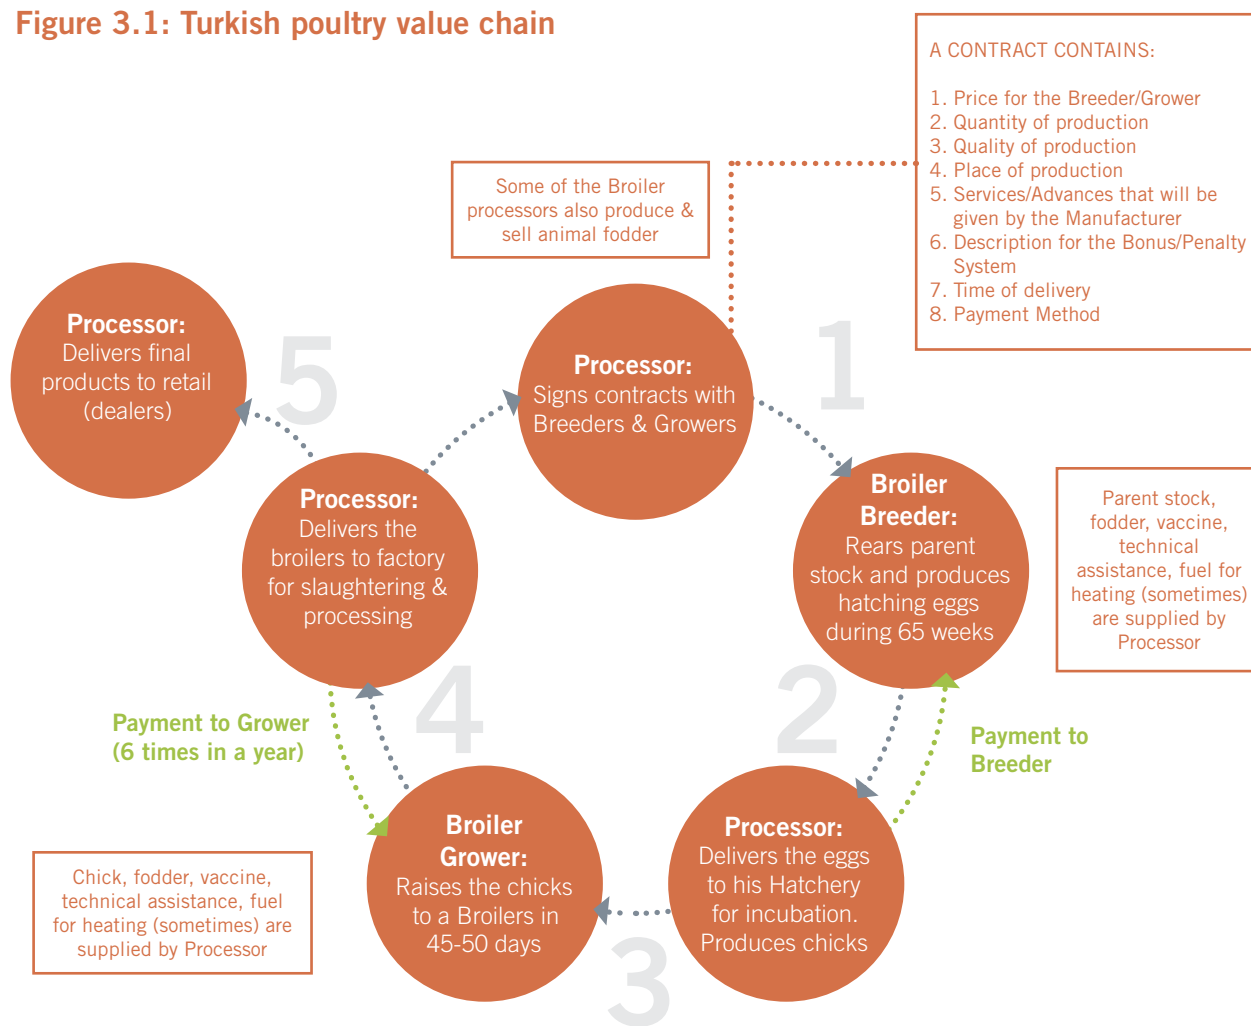 Figure 3.1: Turkish poultry value chain
A CONTRACT CONTAINS:
1. Price for the Breeder/Grower
2. Quantity of production
3. Quality of production
4. Place of production
5. Services/Advances that will be
given by the Manufacturer
6. Description for the Bonus/Penalty
System
7. Time of delivery
8. Payment Method
Some of the Broiler
processors also produce &
sell animal fodder
Processor:
Signs contracts with
Breeders & Growers
1
Broiler
Breeder:
Rears parent
stock and produces
hatching eggs
during 65 weeks
Parent stock,
fodder, vaccine,
technical
assistance, fuel for
heating (sometimes)
are supplied by
Processor
2
Payment to
Breeder
Processor:
Delivers the eggs
to his Hatchery
for incubation.
Produces chicks
3
Broiler
Grower:
Raises the chicks
to a Broilers in
45-50 days
Chick, fodder, vaccine,
technical assistance, fuel
for heating (sometimes) are
supplied by Processor
4
Payment to Grower
(6 times in a year)
Processor:
Delivers the
broilers to factory
for slaughtering &
processing
5
Processor:
Delivers final
products to retail
(dealers)